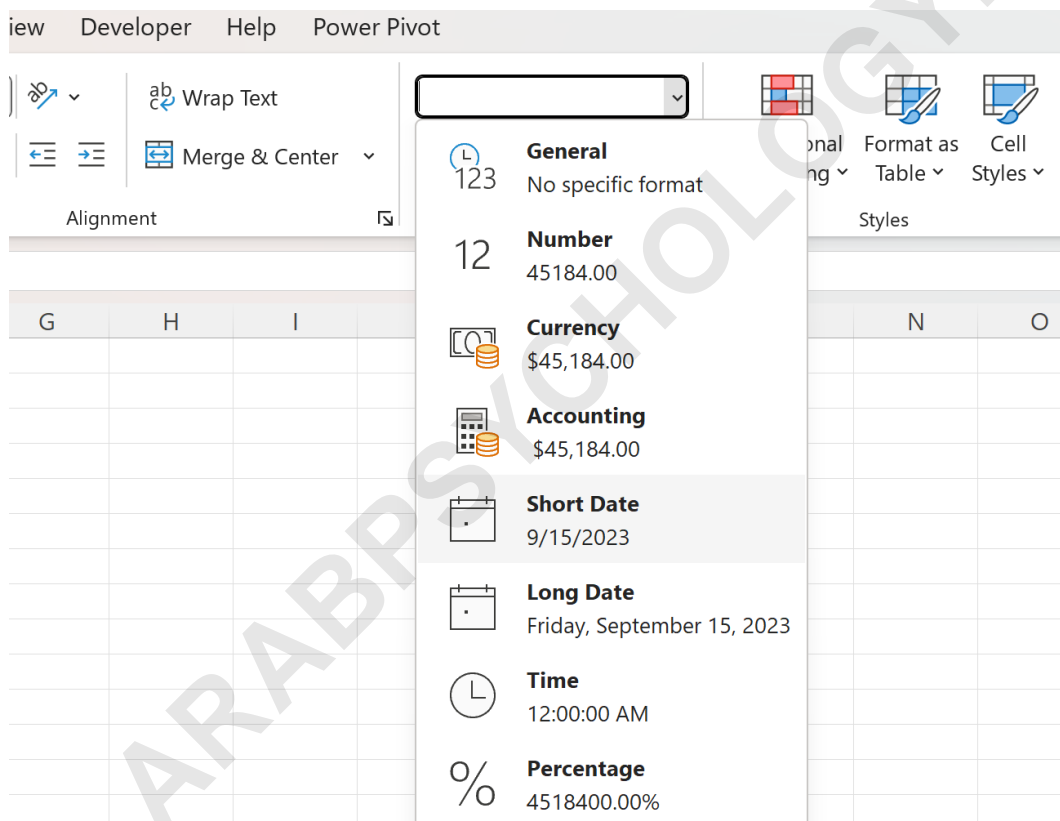 iew Developer Help Power Pivot
ab
ab
c
Wrap Text
Merge & Center
Alignment
onal
ng
Format as
Table
Cell
Styles
Styles
G H I N O
123
General
No specific format
12
Number
45184.00
Currency
$45,184.00
Accounting
$45,184.00
Short Date
9/15/2023
Long Date
Friday, September 15, 2023
Time
12:00:00 AM
%
Percentage
4518400.00%
ARABPSYCHOLOGY